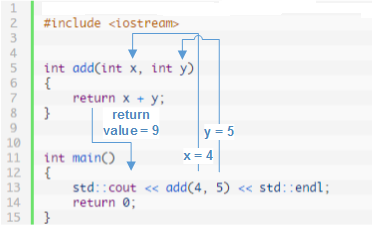 1
2 #include <iostream>
3
4
5 int add(int x, int y)
6 {
7 return x + y;
8 }
return
9
value = 9
y = 5
10
11 int main()
x = 4
12 {
13 std::cout << add(4, 5) << std::endl;
14 return 0;
15 }